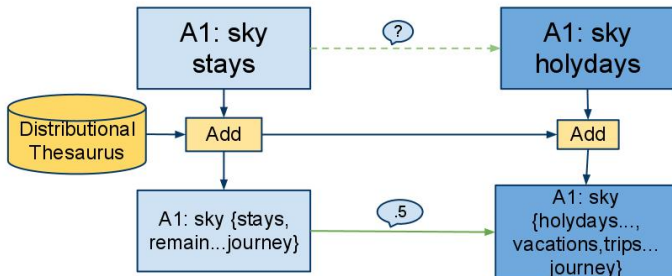 A1: sky
stays
?
A1: sky
holydays
Distributional
Thesaurus
Add
Add
A1: sky {stays,
remain...journey}
.5
A1: sky
{holydays...,
vacations,trips...
journey}